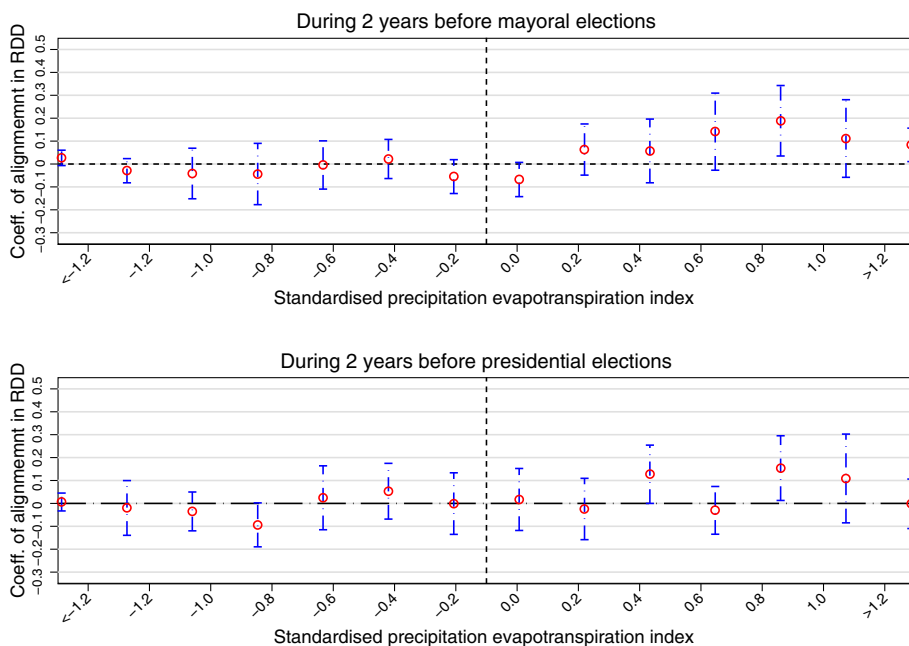 During 2 years before mayoral elections
Coeff. of alignmemnt in RDD
0.5
0.4
0.3
0.2
0.1
0
−0.1
−0.2
−0.3
<−1.2 −1.2 −1.0 −0.8 −0.6 −0.4 −0.2 0.0 0.2 0.4 0.6 0.8 1.0 >1.2
Standardised precipitation evapotranspiration index
During 2 years before presidential elections
Coeff. of alignmemnt in RDD
0.5
0.4
0.3
0.2
0.1
0
−0.1
−0.2
−0.3
<−1.2 −1.2 −1.0 −0.8 −0.6 −0.4 −0.2 0.0 0.2 0.4 0.6 0.8 1.0 >1.2
Standardised precipitation evapotranspiration index